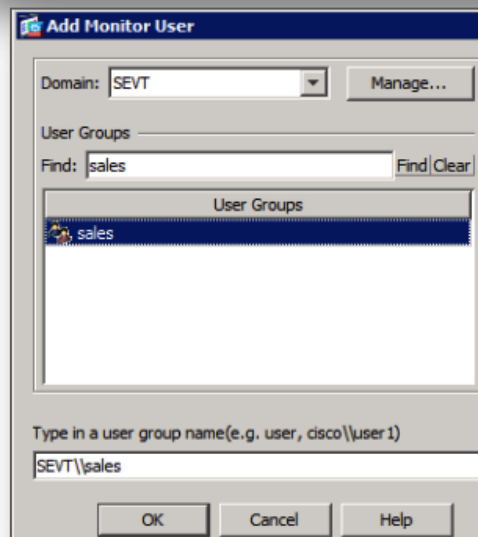 Add Monitor User
Domain: SEVT Manage...
User Groups
Find: sales Find Clear
User Groups
sales
Type in a user group name(e.g. user, cisco\\user1)
SEVT\\sales
OK Cancel Help